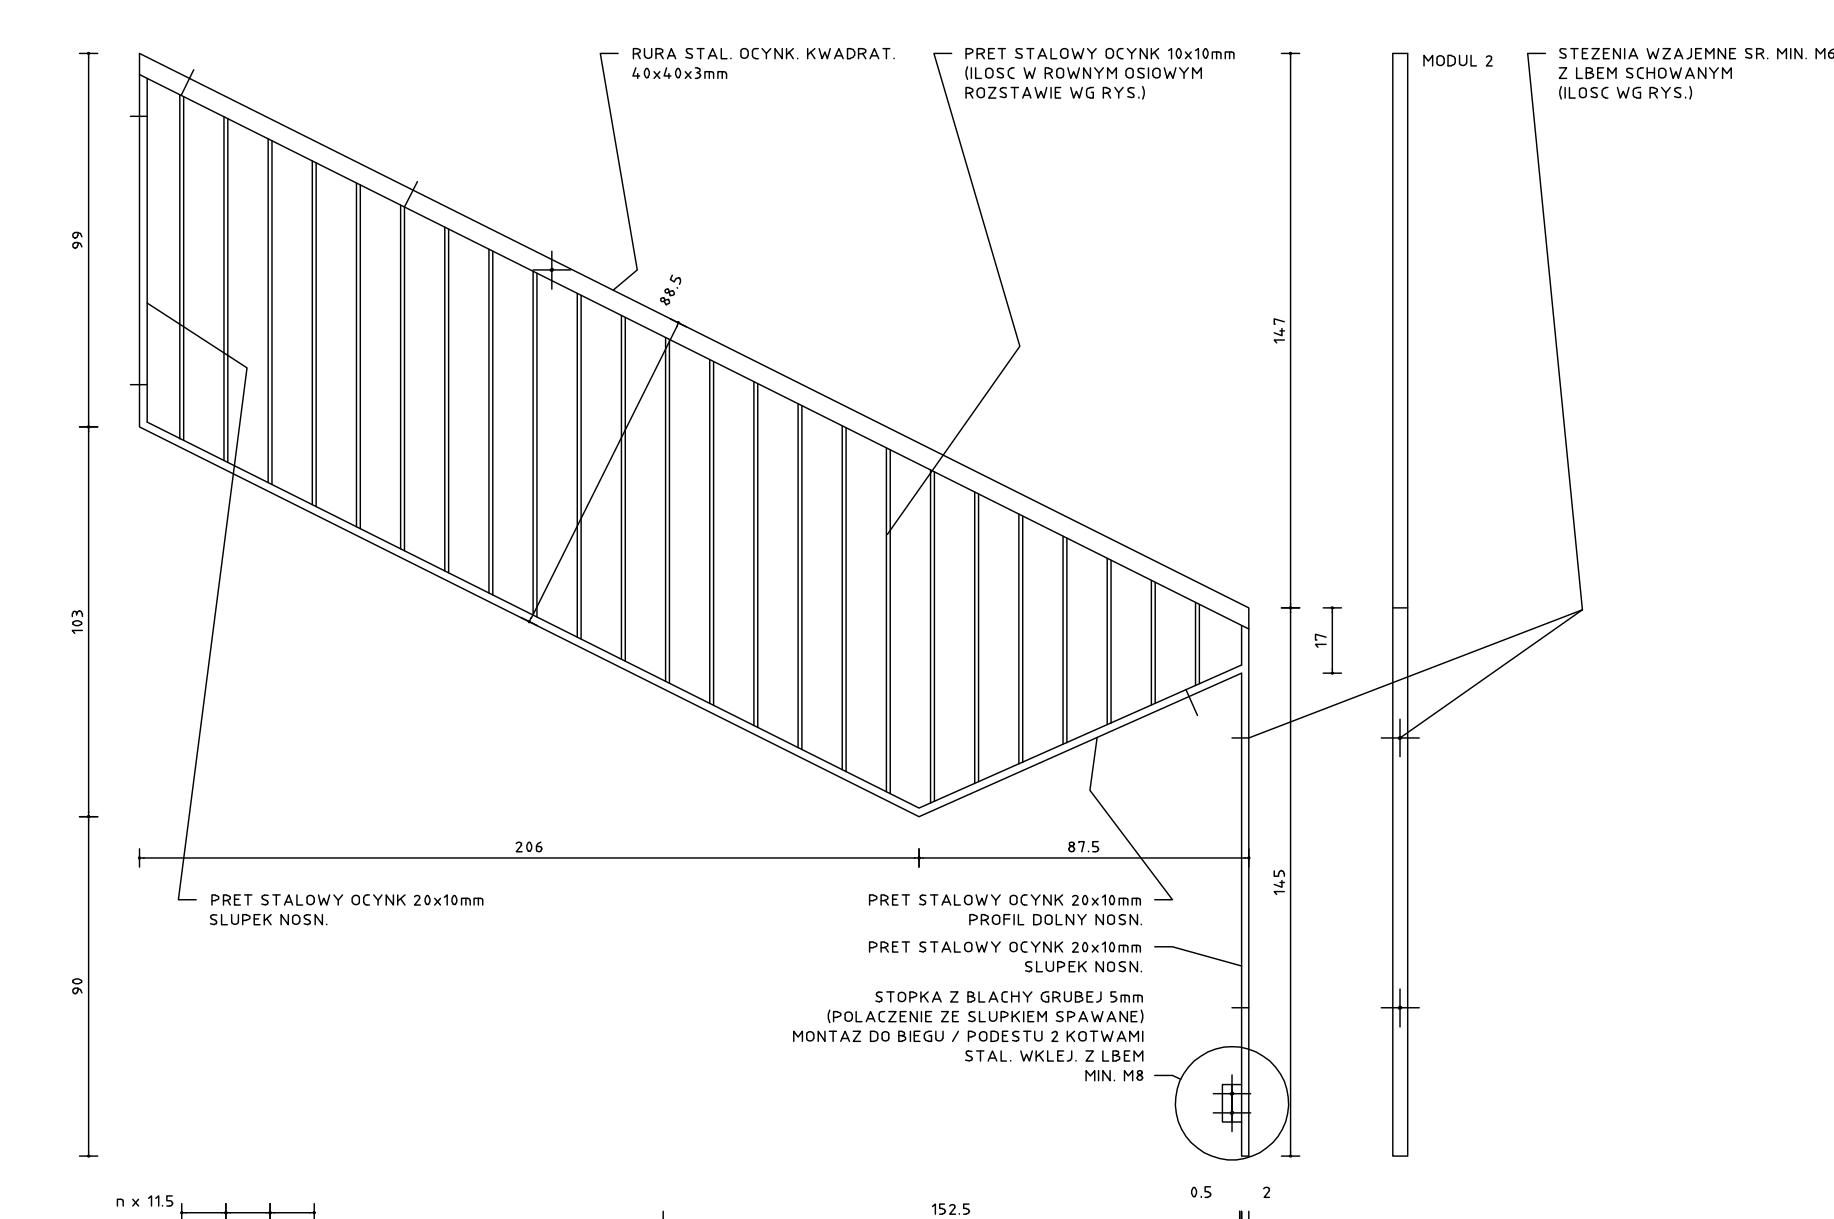 RURA STAL. OCYNK. KWADRAT.
40x40x3mm
PRET STALOWY OCYNK 10x10mm
(ILOSC W ROWNYM OSIOWYM
ROZSTAWIE WG RYS.)
MODUL 2
STEZENIA WZAJEMNE SR. MIN. M6
Z LBEM SCHOWANYM
(ILOSC WG RYS.)
99
88.5
147
103
17
206
87.5
145
PRET STALOWY OCYNK 20x10mm
SLUPEK NOSN.
PRET STALOWY OCYNK 20x10mm
PROFIL DOLNY NOSN.
PRET STALOWY OCYNK 20x10mm
SLUPEK NOSN.
90
STOPKA Z BLACHY GRUBEJ 5mm
(POLACZENIE ZE SLUPKIEM SPAWANE)
MONTAZ DO BIEGU / PODESTU 2 KOTWAMI
STAL. WKLEJ. Z LBEM
MIN. M8
0.5
2
n x 11.5
152.5